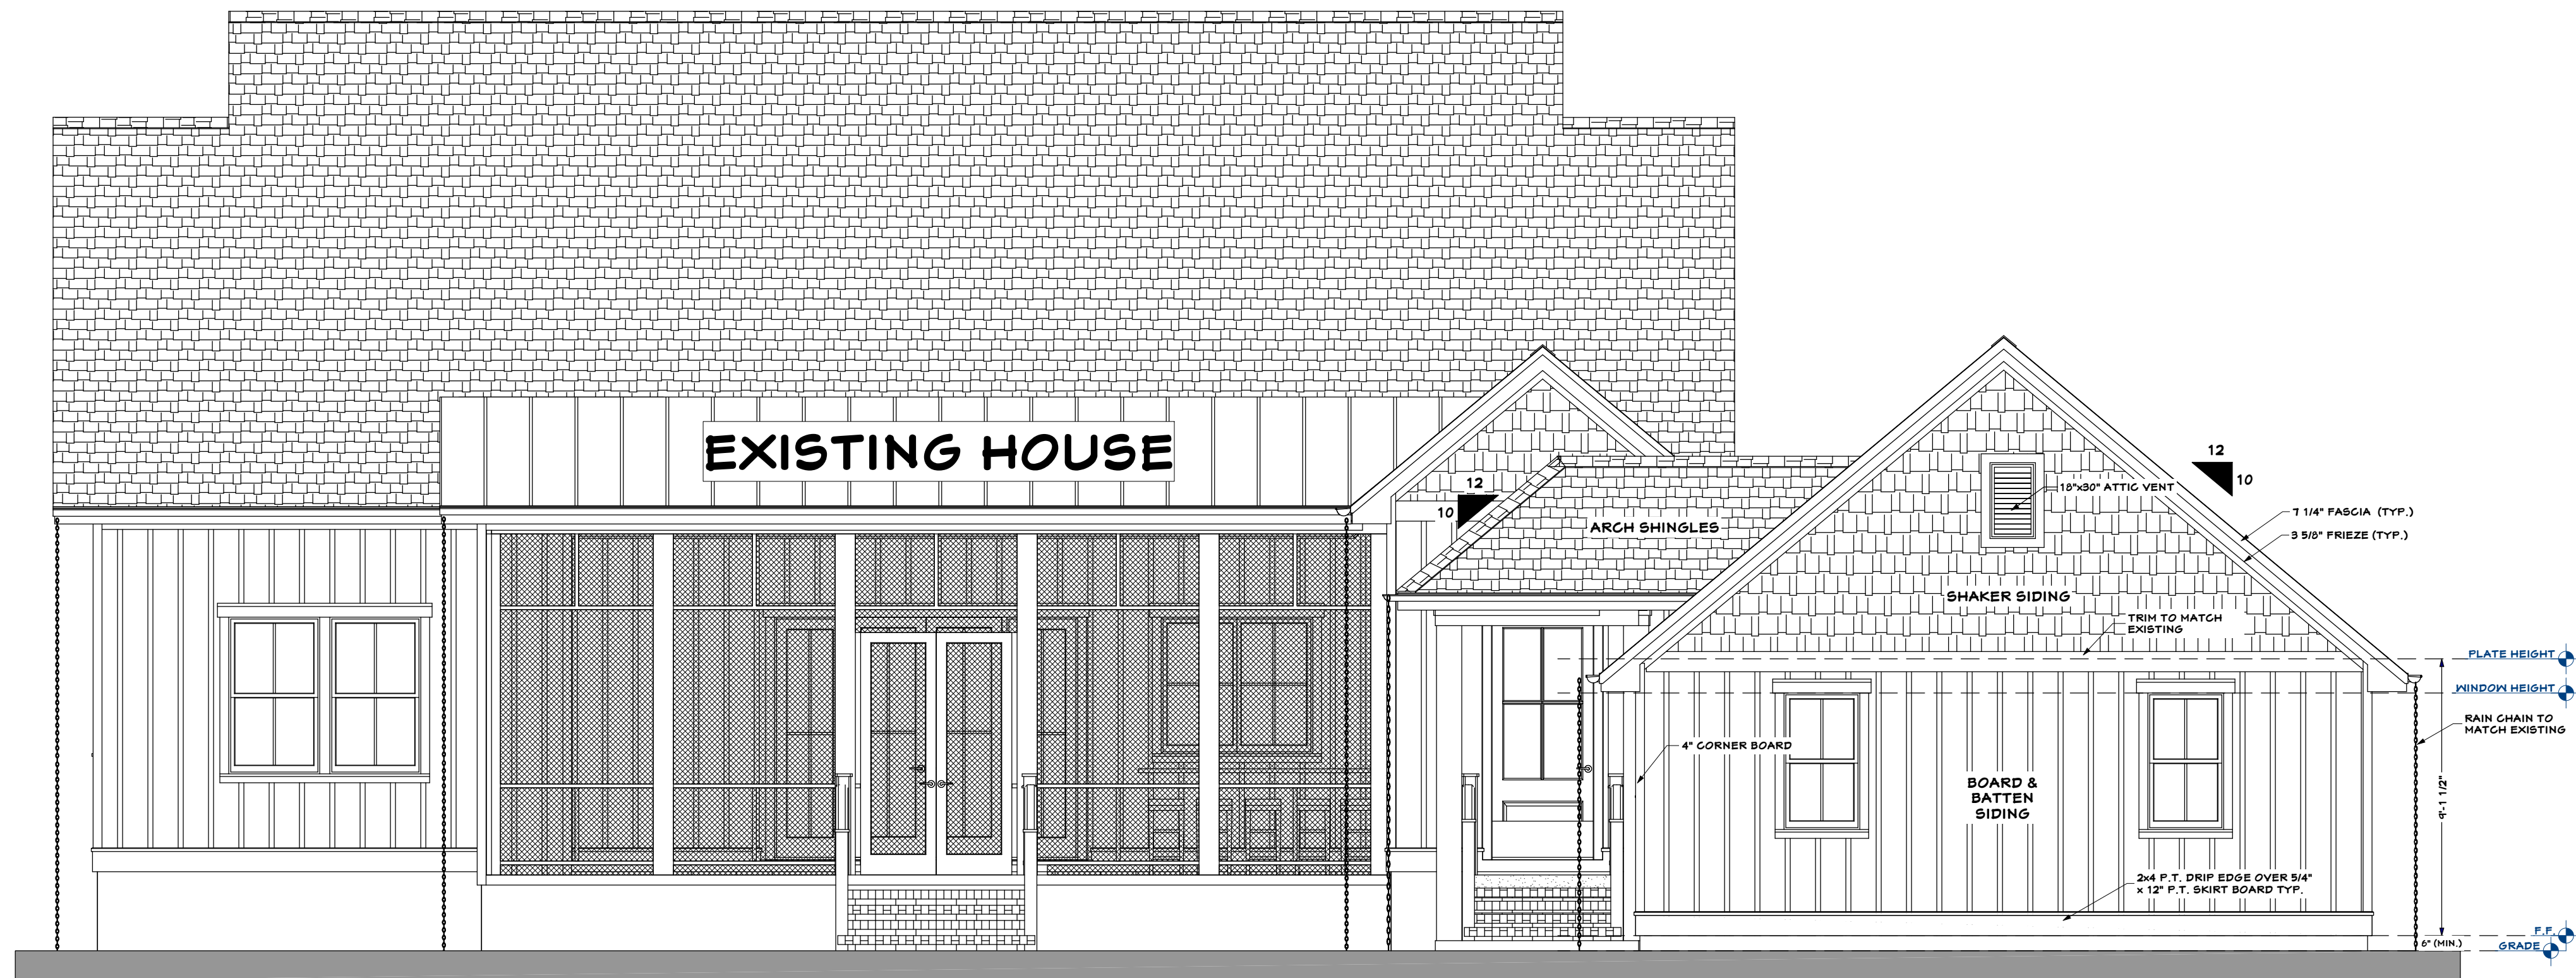 EXISTING HOUSE
12
10
ARCH SHINGLES
12
10
18"x30" ATTIC VENT
7 1/4" FASCIA (TYP.)
3 5/8" FRIEZE (TYP.)
SHAKER SIDING
TRIM TO MATCH
EXISTING
PLATE HEIGHT
WINDOW HEIGHT
RAIN CHAIN TO
MATCH EXISTING
4" CORNER BOARD
BOARD &
BATTEN
SIDING
9'-1 1/2"
2x4 P.T. DRIP EDGE OVER 5/4"
x 12" P.T. SKIRT BOARD TYP.
F.F.
6" (MIN.)
GRADE